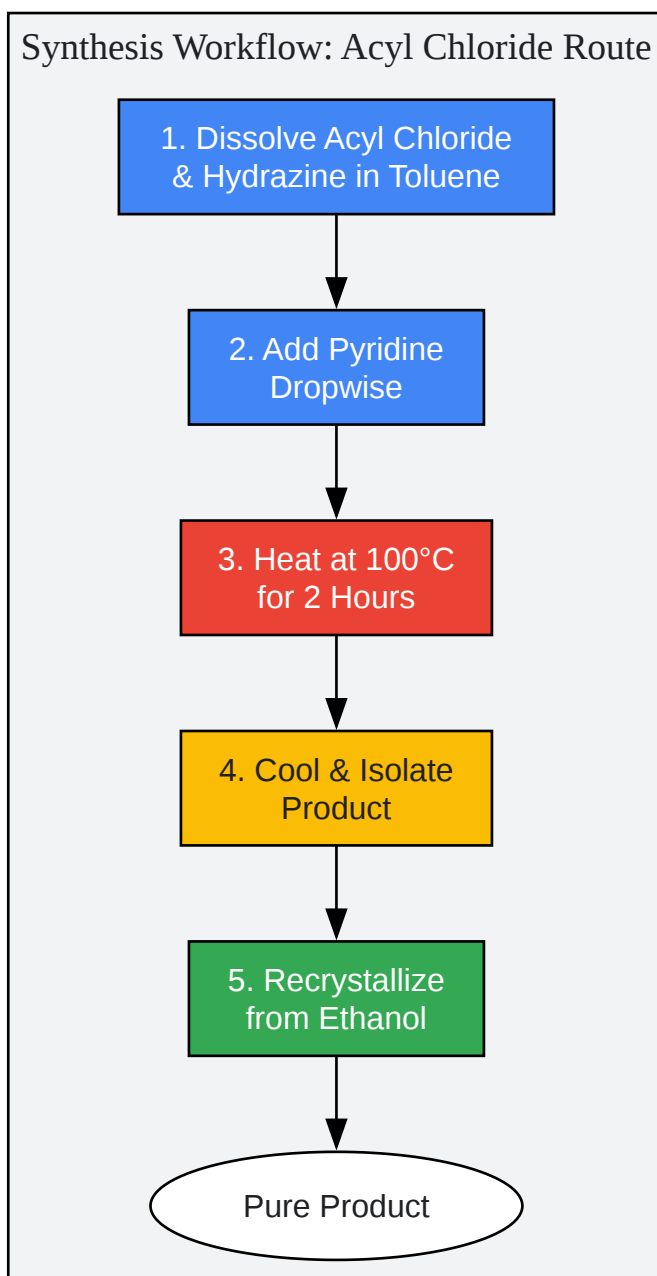 Synthesis Workflow: Acyl Chloride Route
1. Dissolve Acyl Chloride
& Hydrazine in Toluene
2. Add Pyridine
Dropwise
3. Heat at 100°C
for 2 Hours
4. Cool & Isolate
Product
5. Recrystallize
from Ethanol
Pure Product